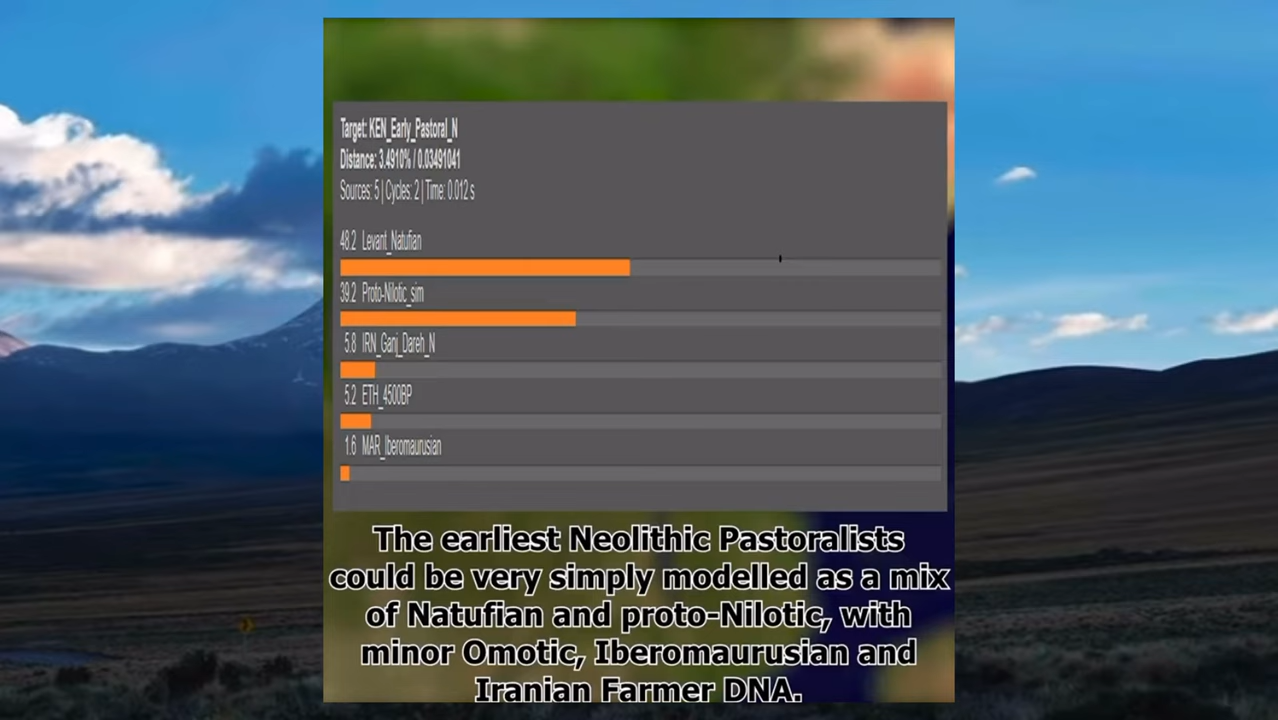 Target: KEN_Early_Pastoral_N
Distance: 3.4910% / 0.03491041
Sources: 5 | Cycles: 2 | Time: 0.012 s
48.2 Levant_Natufian
39.2 Proto-Nilotic_sim
5.8 IRN_Ganj_Dareh_N
5.2 ETH_4500BP
1.6 MAR_Iberomaurusian
The earliest Neolithic Pastoralists
could be very simply modelled as a mix
of Natufian and proto-Nilotic, with
minor Omotic, Iberomaurusian and
Iranian Farmer DNA.